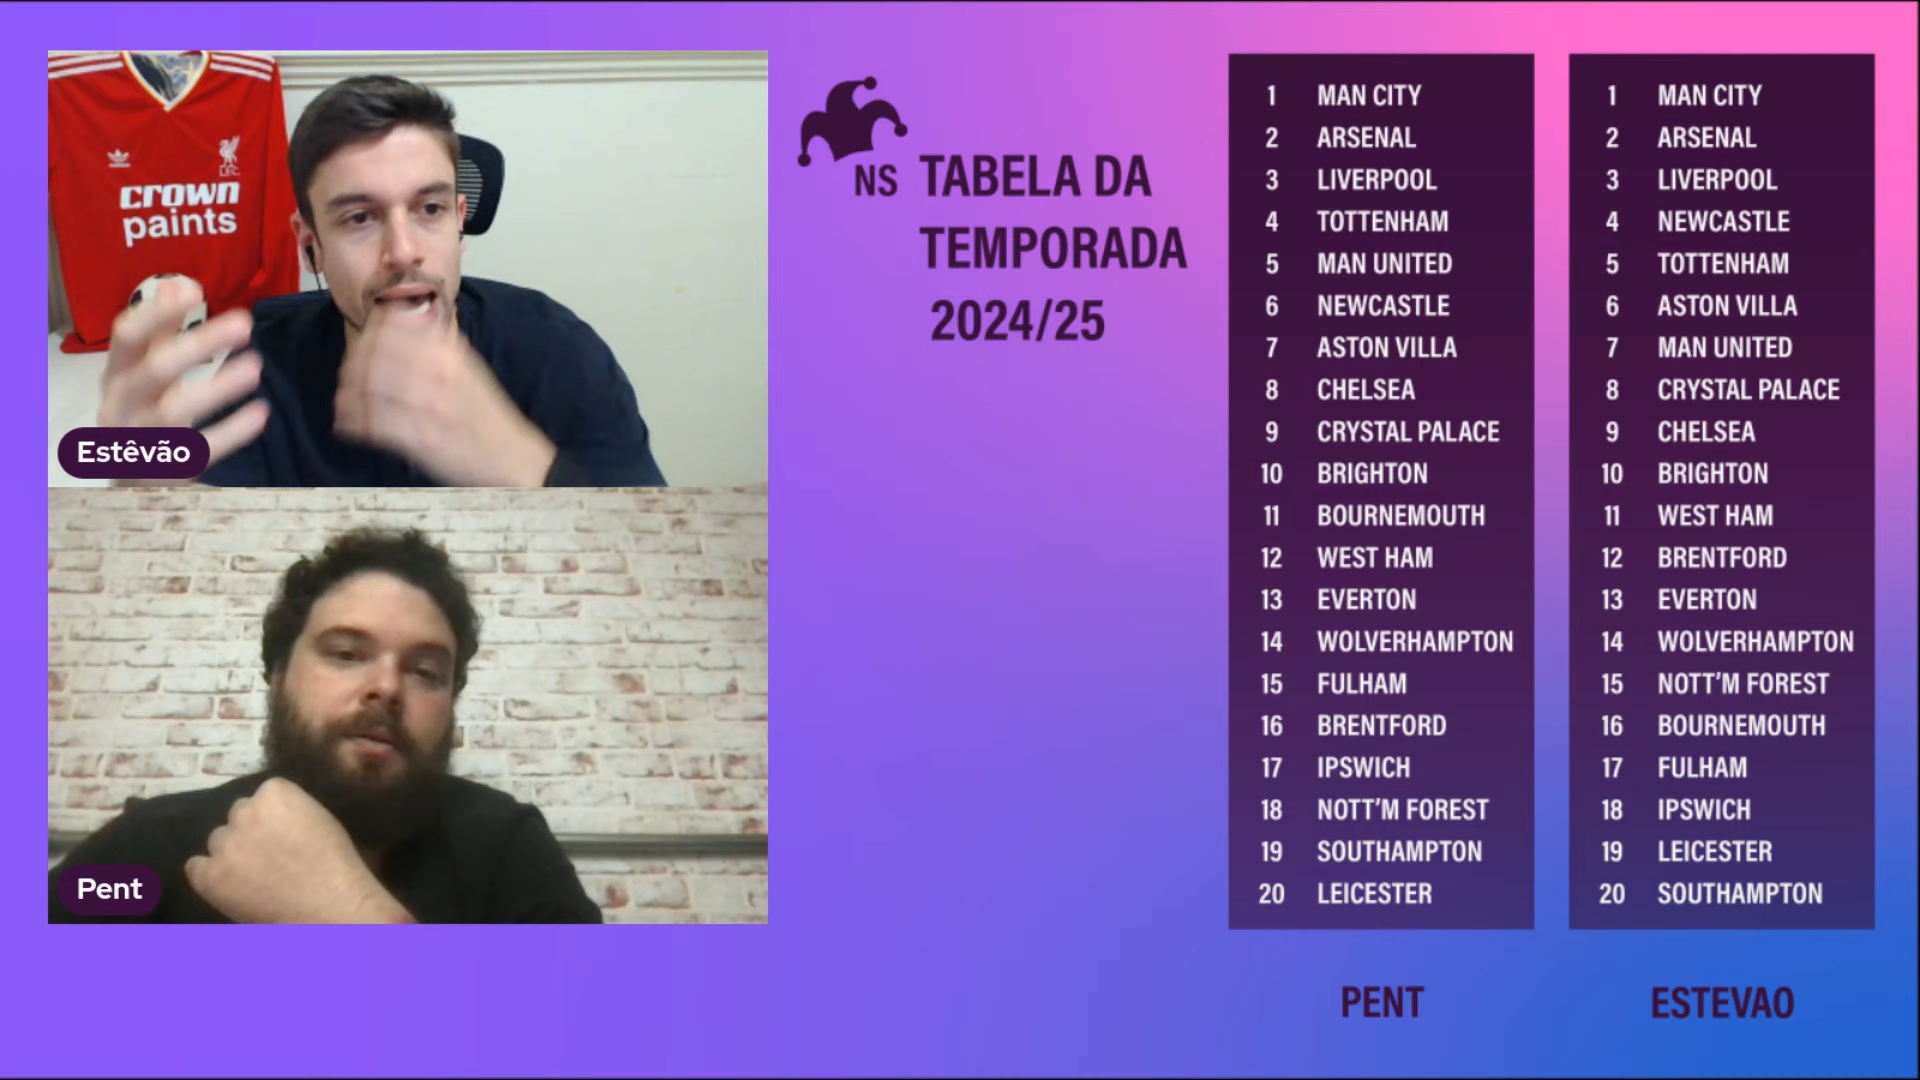 crown
paints
L.F.C.
Estêvão
Pent
NS
TABELA DA
TEMPORADA
2024/25
1 MAN CITY
2 ARSENAL
3 LIVERPOOL
4 TOTTENHAM
5 MAN UNITED
6 NEWCASTLE
7 ASTON VILLA
8 CHELSEA
9 CRYSTAL PALACE
10 BRIGHTON
11 BOURNEMOUTH
12 WEST HAM
13 EVERTON
14 WOLVERHAMPTON
15 FULHAM
16 BRENTFORD
17 IPSWICH
18 NOTT'M FOREST
19 SOUTHAMPTON
20 LEICESTER
PENT
1 MAN CITY
2 ARSENAL
3 LIVERPOOL
4 NEWCASTLE
5 TOTTENHAM
6 ASTON VILLA
7 MAN UNITED
8 CRYSTAL PALACE
9 CHELSEA
10 BRIGHTON
11 WEST HAM
12 BRENTFORD
13 EVERTON
14 WOLVERHAMPTON
15 NOTT'M FOREST
16 BOURNEMOUTH
17 FULHAM
18 IPSWICH
19 LEICESTER
20 SOUTHAMPTON
ESTEVAO